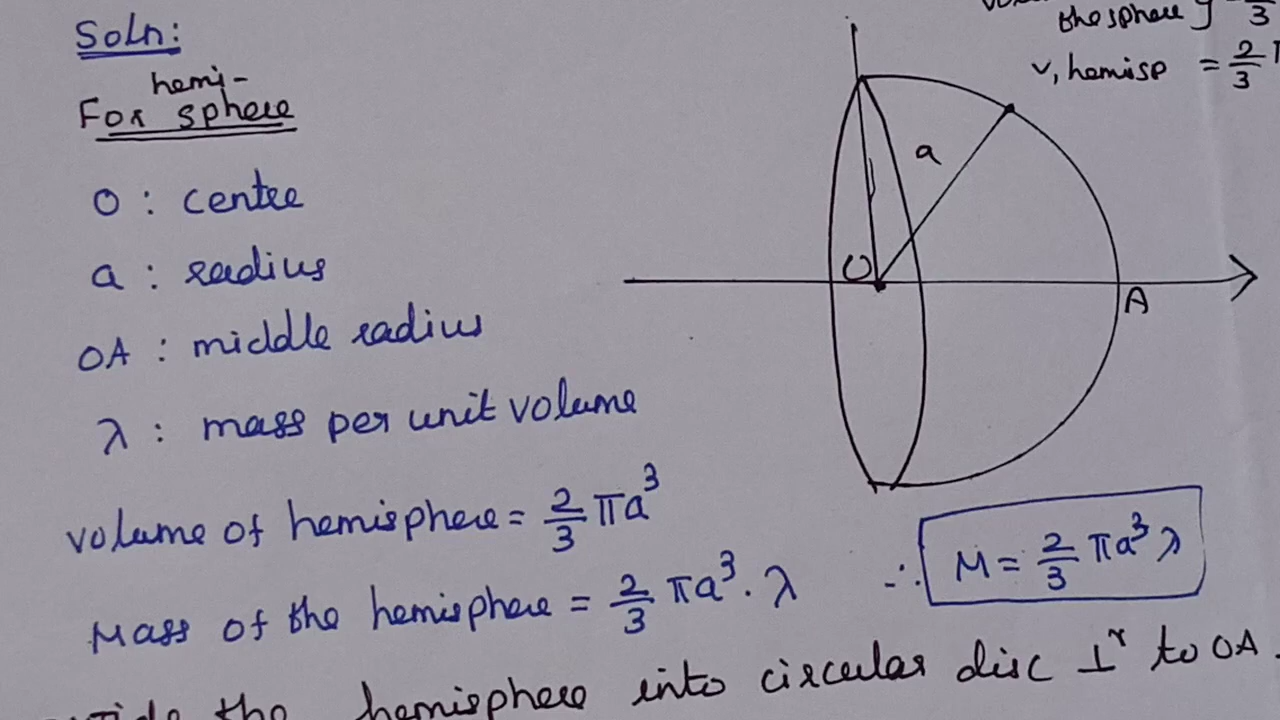 Soln:
hemi-
For sphere
O : centre
a : radius
OA : middle radius
λ : mass per unit volume
volume of hemisphere = 2/3 πa³
Mass of the hemisphere = 2/3 πa³ · λ
∴ M = 2/3 πa³ λ
the hemisphere into circular disc ⊥ʳ to OA.
the sphere } 3
v, hemisp = 2/3
a
O
A